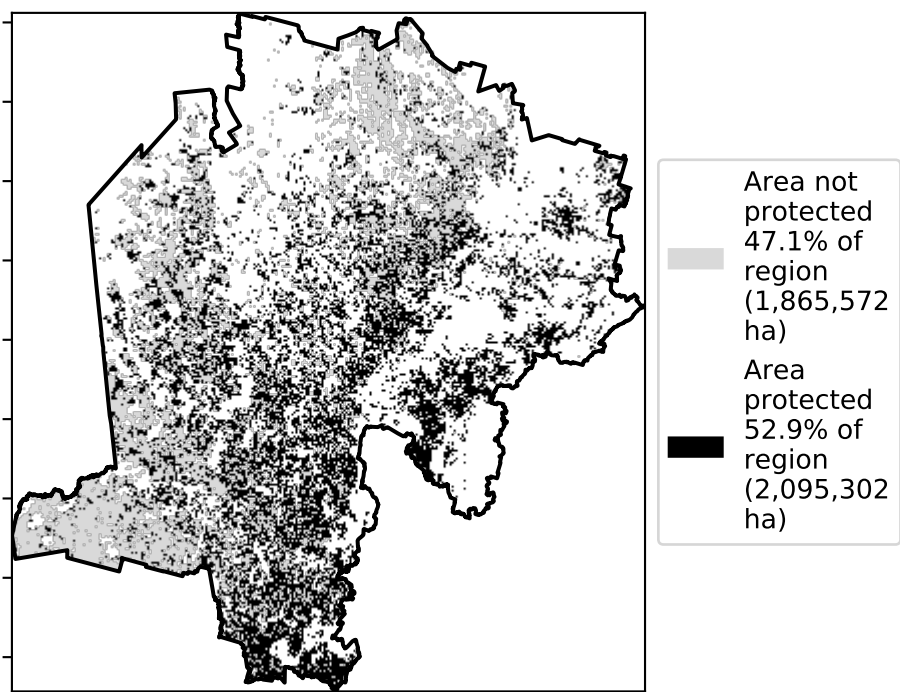 Area not
protected
47.1% of
region
(1,865,572
ha)
Area
protected
52.9% of
region
(2,095,302
ha)